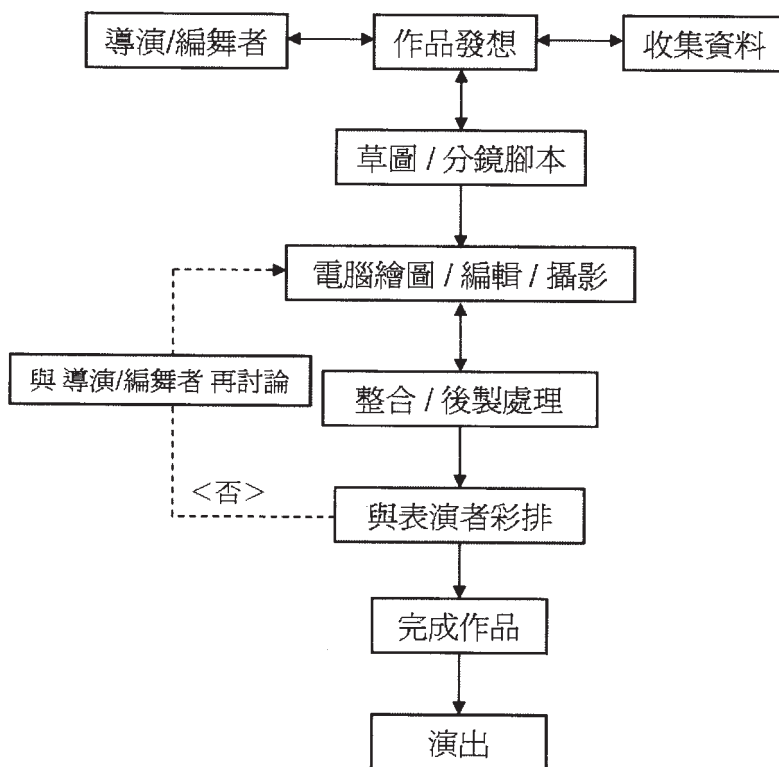 導演/編舞者
作品發想
收集資料
草圖 / 分鏡腳本
電腦繪圖 / 編輯 / 攝影
與 導演/編舞者 再討論
整合 / 後製處理
＜否＞
與表演者彩排
完成作品
演出